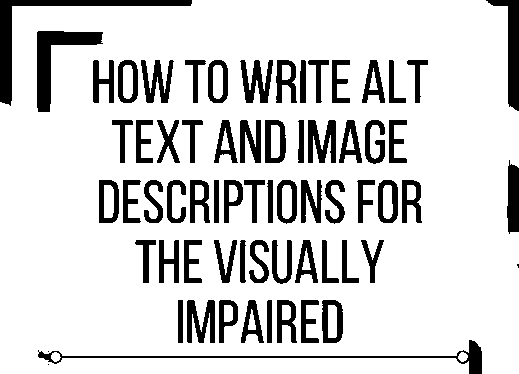 HOW TO WRITE ALT
TEXT AND IMAGE
DESCRIPTIONS FOR
THE VISUALLY
IMPAIRED